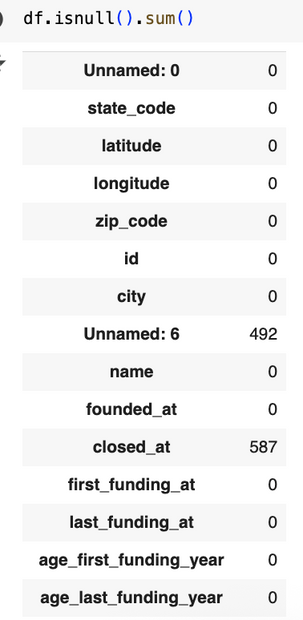 df.isnull().sum()
Unnamed: 0 0
state_code 0
latitude 0
longitude 0
zip_code 0
id 0
city 0
Unnamed: 6 492
name 0
founded_at 0
closed_at 587
first_funding_at 0
last_funding_at 0
age_first_funding_year 0
age_last_funding_year 0